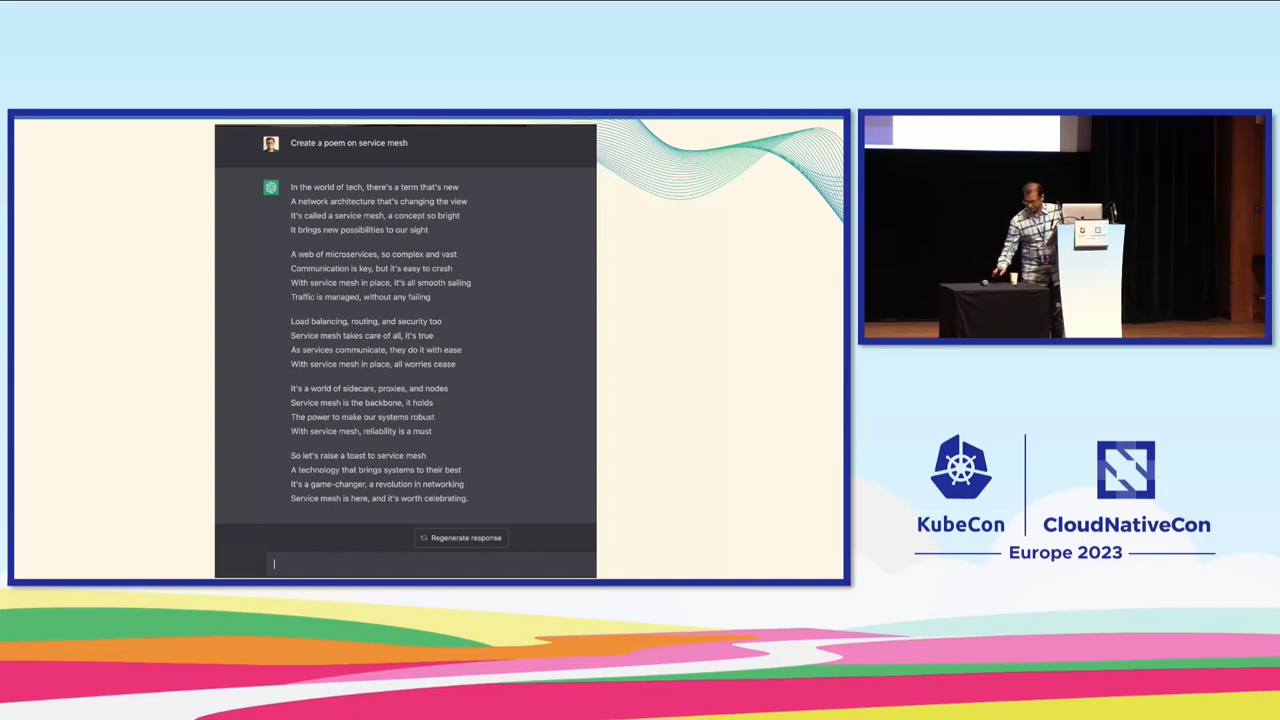 Create a poem on service mesh
In the world of tech, there's a term that's new
A network architecture that's changing the view
It's called a service mesh, a concept so bright
It brings new possibilities to our sight
A web of microservices, so complex and vast
Communication is key, but it's easy to crash
With service mesh in place, it's all smooth sailing
Traffic is managed, without any failing
Load balancing, routing, and security too
Service mesh takes care of all, it's true
As services communicate, they do it with ease
With service mesh in place, all worries cease
It's a world of sidecars, proxies, and nodes
Service mesh is the backbone, it holds
The power to make our systems robust
With service mesh, reliability is a must
So let's raise a toast to service mesh
A technology that brings systems to their best
It's a game-changer, a revolution in networking
Service mesh is here, and it's worth celebrating.
Regenerate response
KubeCon
CloudNativeCon
Europe 2023